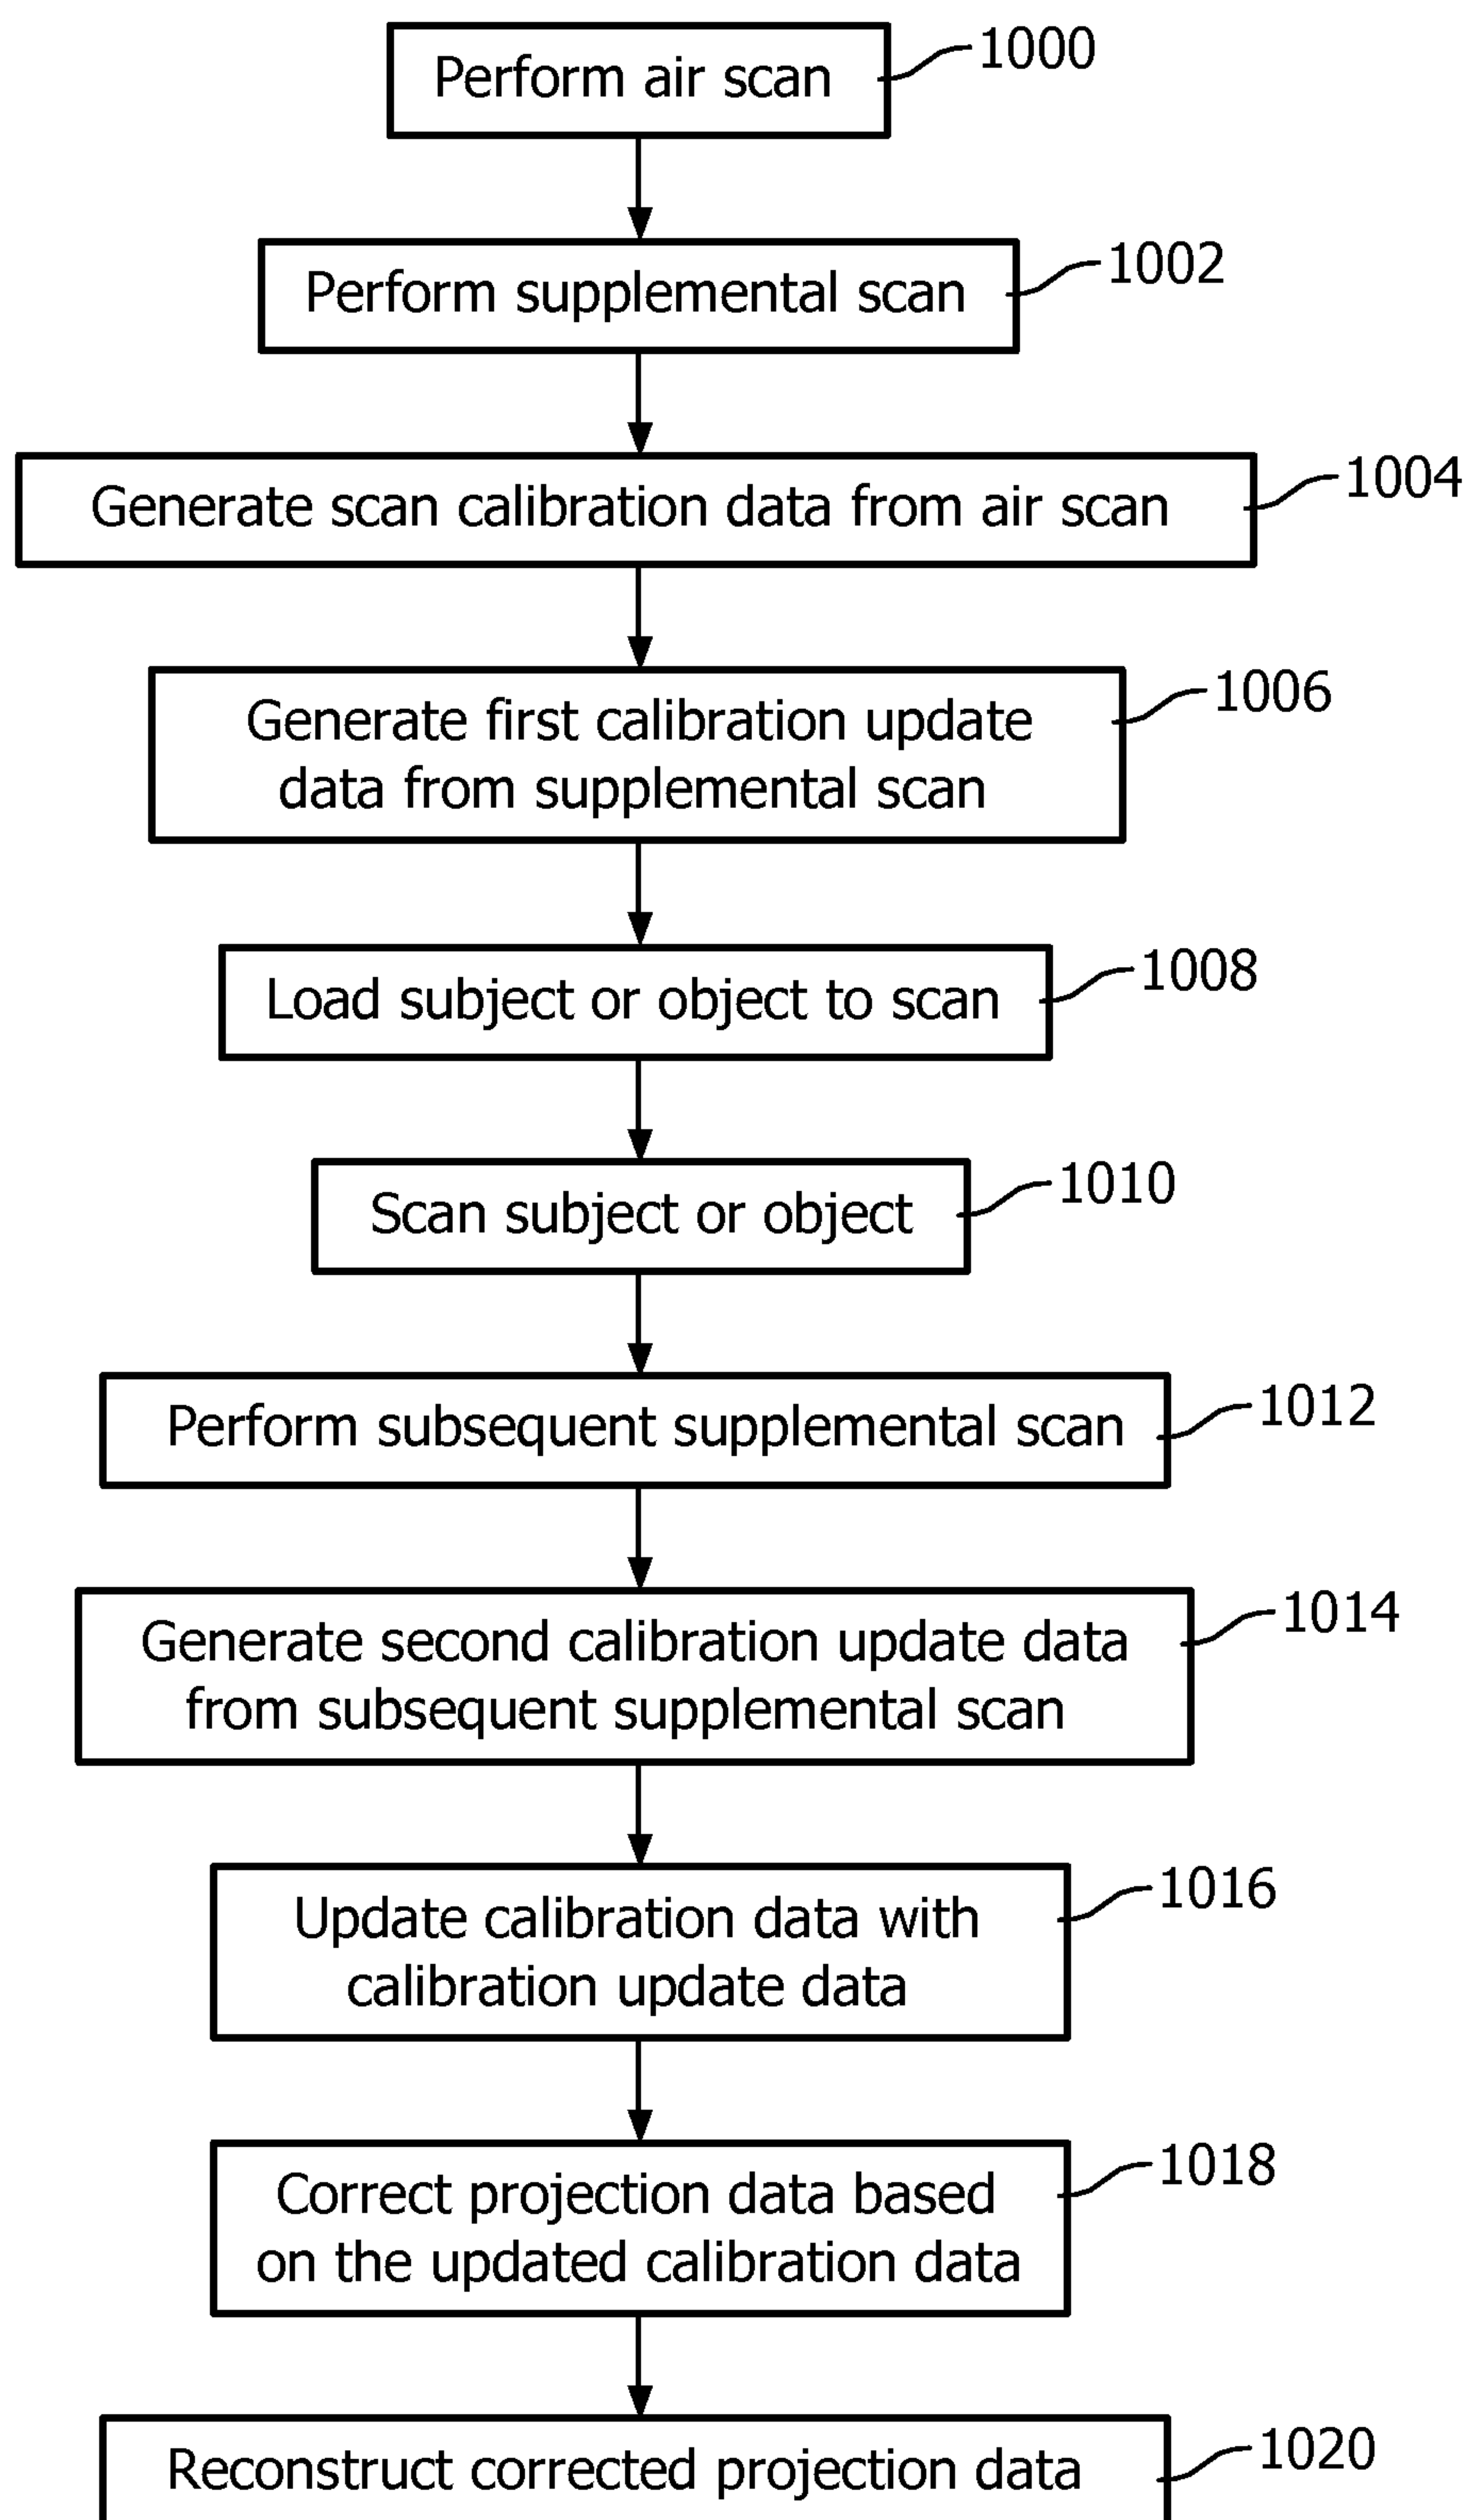 Perform air scan
1000
Perform supplemental scan
1002
Generate scan calibration data from air scan
1004
Generate first calibration update
data from supplemental scan
1006
Load subject or object to scan
1008
Scan subject or object
1010
Perform subsequent supplemental scan
1012
Generate second calibration update data
from subsequent supplemental scan
1014
Update calibration data with
calibration update data
1016
Correct projection data based
on the updated calibration data
1018
Reconstruct corrected projection data
1020